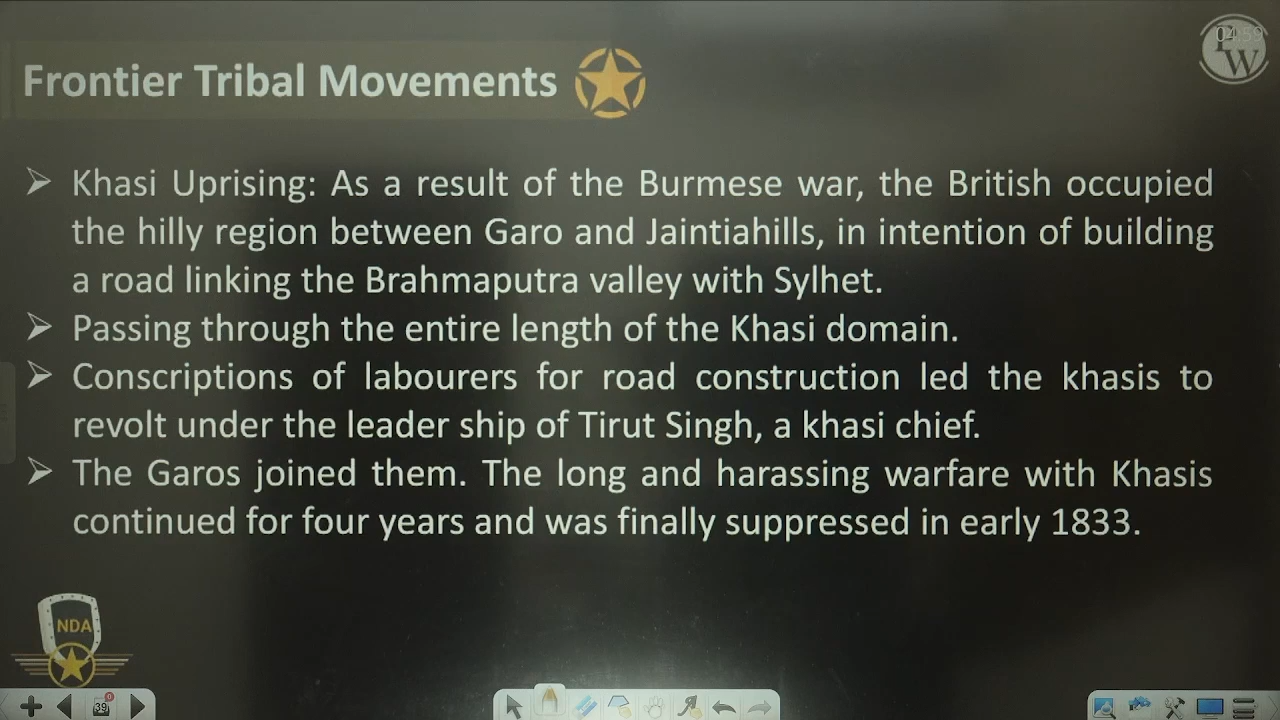 Frontier Tribal Movements
PW
Khasi Uprising: As a result of the Burmese war, the British occupied
the hilly region between Garo and Jaintiahills, in intention of building
a road linking the Brahmaputra valley with Sylhet.
Passing through the entire length of the Khasi domain.
Conscriptions of labourers for road construction led the khasis to
revolt under the leader ship of Tirut Singh, a khasi chief.
The Garos joined them. The long and harassing warfare with Khasis
continued for four years and was finally suppressed in early 1833.
NDA
39